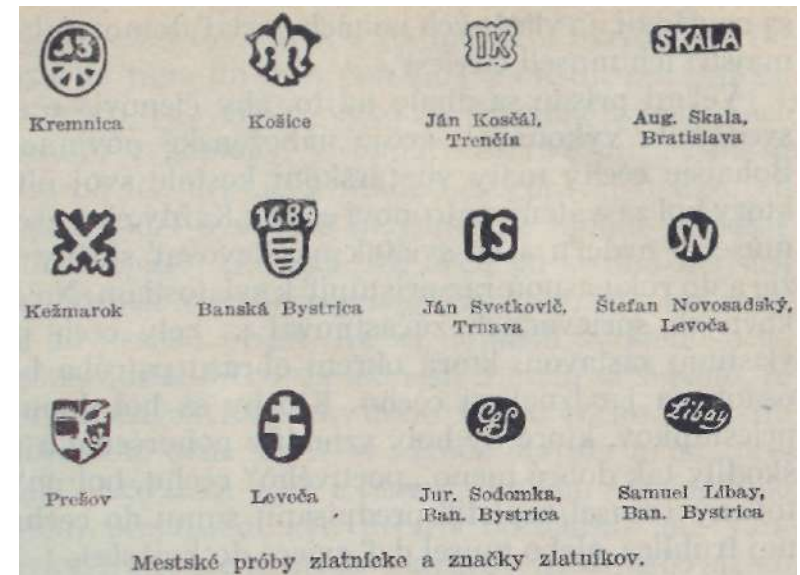 13
IK
SKALA
Kremnica
Košice
Ján Kosčál,
Trenčín
Aug. Skala,
Bratislava
1689
IS
SN
Kežmarok
Banská Bystrica
Ján Svetkovič,
Trnava
Štefan Novosadský,
Levoča
GS
Libay
Prešov
Levoča
Jur. Sodomka,
Ban. Bystrica
Samuel Libay,
Ban. Bystrica
Mestské próby zlatnícke a značky zlatníkov.